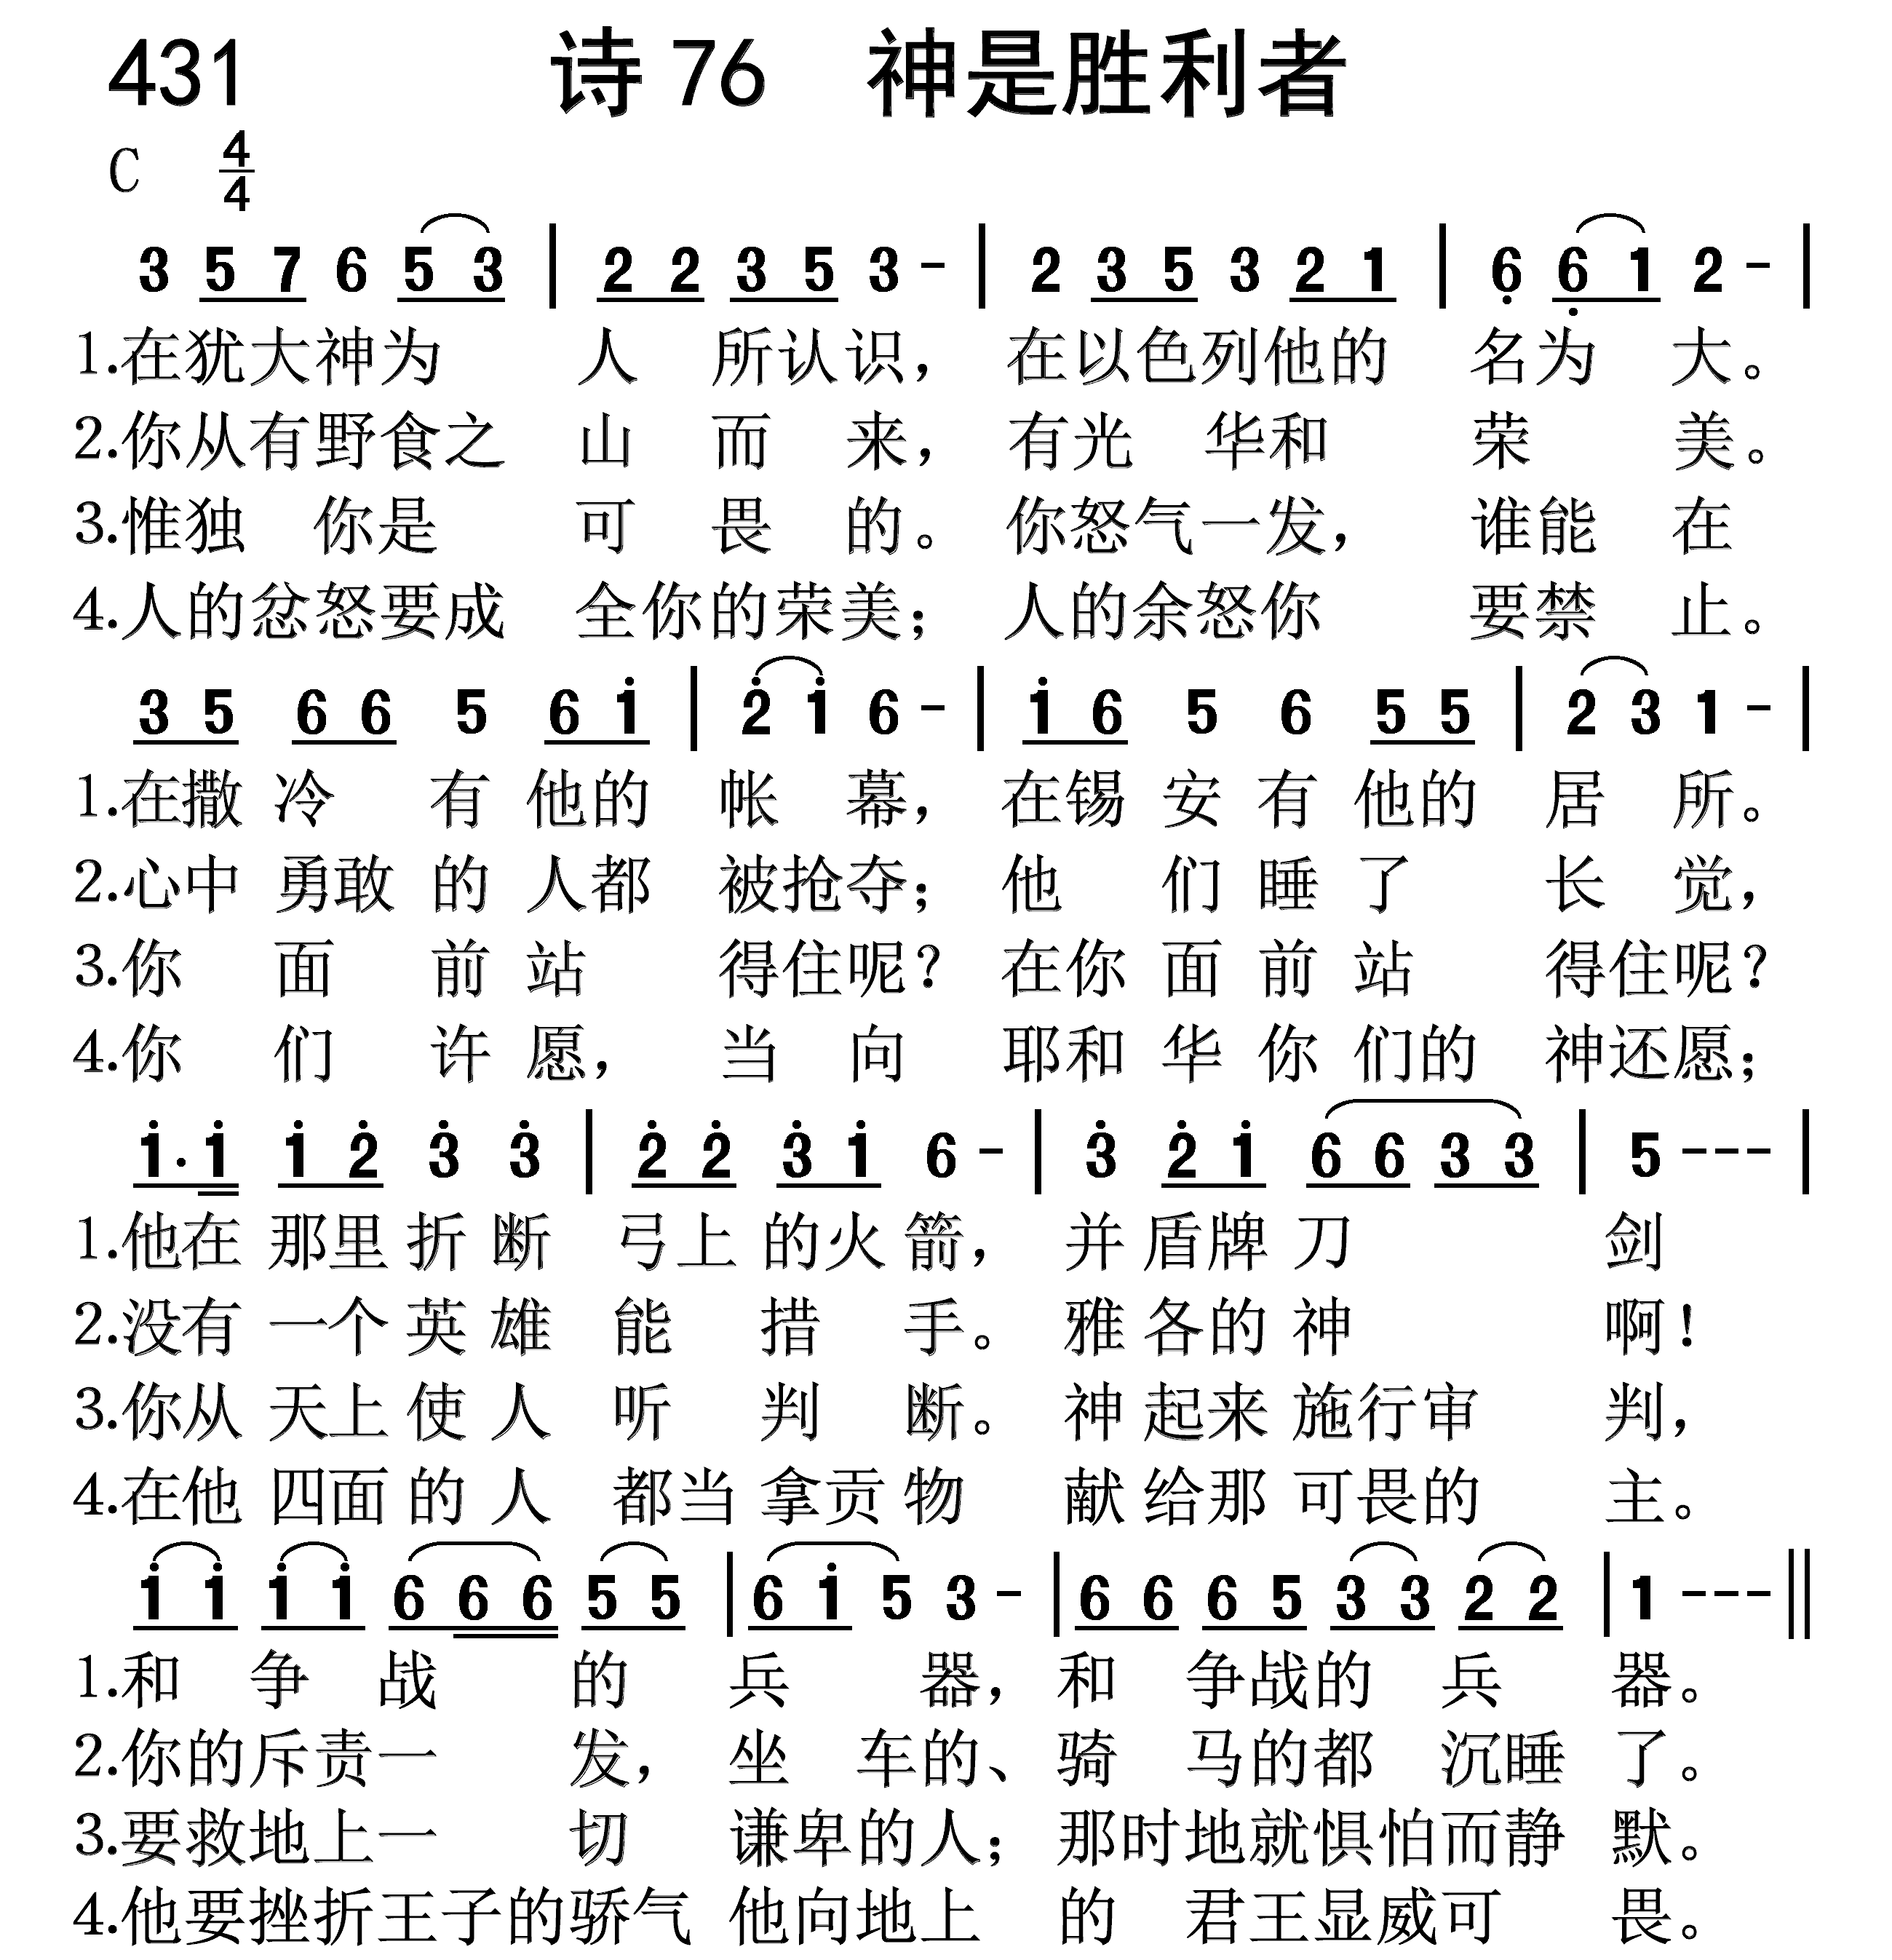 431 诗 76 神是胜利者
C 4/4
3 5 7 6 5 3 | 2 2 3 5 3 - | 2 3 5 3 2 1 | 6̣ 6̣ 1 2 - |
1.在犹大神为 人 所认识，在以色列他的 名为 大。
2.你从有野食之 山 而 来，有光 华和 荣 美。
3.惟独 你是 可 畏 的。你怒气一发， 谁能 在
4.人的忿怒要成 全你的荣美；人的余怒你 要禁 止。
3 5 6 6 5 6 1̇ | 2̇ 1̇ 6 - | 1̇ 6 5 6 5 5 | 2 3 1 - |
1.在撒 冷 有 他的 帐 幕，在锡 安 有 他的 居 所。
2.心中 勇敢 的 人都 被抢夺；他 们 睡 了 长 觉，
3.你 面 前 站 得住呢？在你 面 前 站 得住呢？
4.你 们 许 愿， 当 向 耶和 华 你 们的 神还愿；
1̇· 1̇ 1̇ 2̇ 3̇ 3̇ | 2̇ 2̇ 3̇ 1̇ 6 - | 3̇ 2̇ 1̇ 6 6 3 3 | 5 - - - |
1.他在 那里 折 断 弓上 的火 箭， 并 盾牌 刀 剑
2.没有 一个 英 雄 能 措 手。 雅 各的 神 啊！
3.你从 天上 使 人 听 判 断。 神 起来 施行审 判，
4.在他 四面 的 人 都当 拿贡 物 献 给那 可畏的 主。
1̇ 1̇ 1̇ 1̇ 6 6 6 5 5 | 6 1̇ 5 3 - | 6 6 6 5 3 3 2 2 | 1 - - - ‖
1.和 争 战 的 兵 器，和 争战的 兵 器。
2.你的斥责一 发， 坐 车的、骑 马的都 沉睡 了。
3.要救地上一 切 谦卑的人；那时地就惧怕而静 默。
4.他要挫折王子的骄气 他向地上 的 君王显威可 畏。